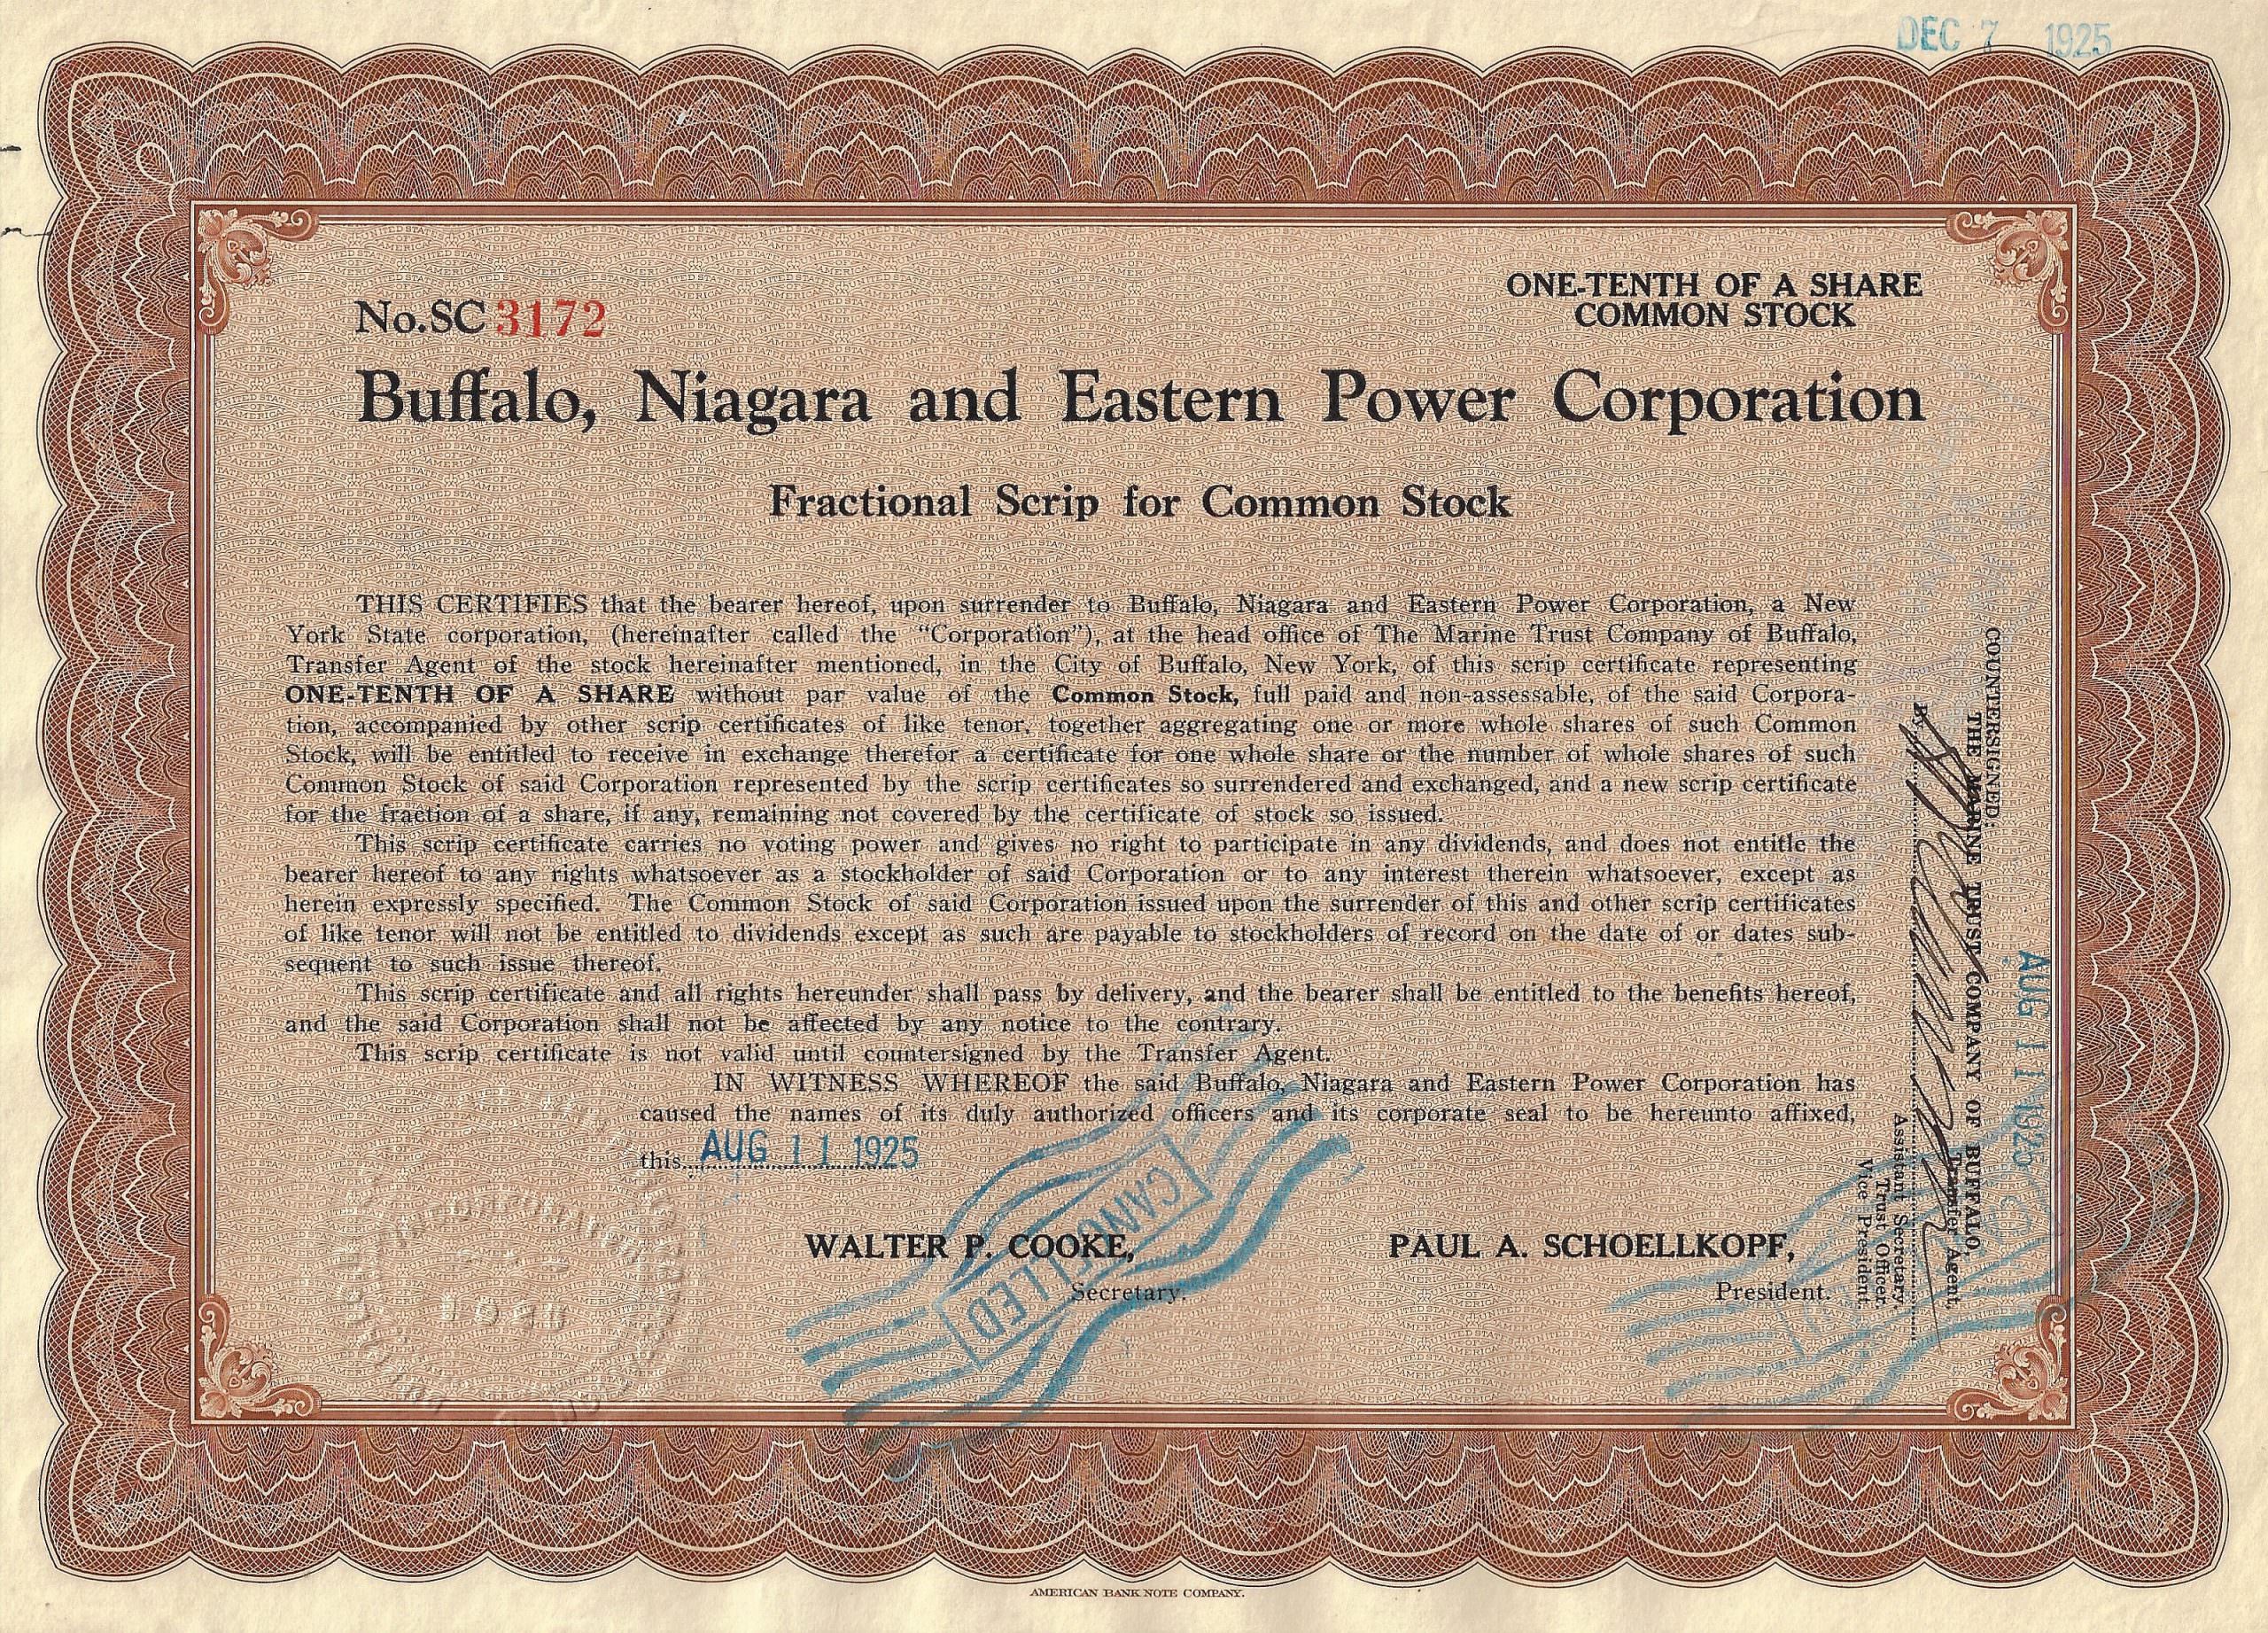 DEC 7 1925
No. SC 3172
ONE-TENTH OF A SHARE
COMMON STOCK
Buffalo, Niagara and Eastern Power Corporation
Fractional Scrip for Common Stock
THIS CERTIFIES that the bearer hereof, upon surrender to Buffalo, Niagara and Eastern Power Corporation, a New
York State corporation, (hereinafter called the “Corporation”), at the head office of The Marine Trust Company of Buffalo,
Transfer Agent of the stock hereinafter mentioned, in the City of Buffalo, New York, of this scrip certificate representing
ONE-TENTH OF A SHARE without par value of the Common Stock, full paid and non-assessable, of the said Corpora-
tion, accompanied by other scrip certificates of like tenor, together aggregating one or more whole shares of such Common
Stock, will be entitled to receive in exchange therefor a certificate for one whole share or the number of whole shares of such
Common Stock of said Corporation represented by the scrip certificates so surrendered and exchanged, and a new scrip certificate
for the fraction of a share, if any, remaining not covered by the certificate of stock so issued.
This scrip certificate carries no voting power and gives no right to participate in any dividends, and does not entitle the
bearer hereof to any rights whatsoever as a stockholder of said Corporation or to any interest therein whatsoever, except as
herein expressly specified. The Common Stock of said Corporation issued upon the surrender of this and other scrip certificates
of like tenor will not be entitled to dividends except as such are payable to stockholders of record on the date of or dates sub-
sequent to such issue thereof.
This scrip certificate and all rights hereunder shall pass by delivery, and the bearer shall be entitled to the benefits hereof,
and the said Corporation shall not be affected by any notice to the contrary.
This scrip certificate is not valid until countersigned by the Transfer Agent.
IN WITNESS WHEREOF the said Buffalo, Niagara and Eastern Power Corporation has
caused the names of its duly authorized officers and its corporate seal to be hereunto affixed,
this AUG 11 1925
WALTER P. COOKE,
Secretary.
PAUL A. SCHOELLKOPF,
President.
CANCELLED
AUG 11 1925
COUNTERSIGNED:
THE MARINE TRUST COMPANY OF BUFFALO,
Transfer Agent,
By
Assistant Secretary.
Trust Officer.
Vice President.
AMERICAN BANK NOTE COMPANY.